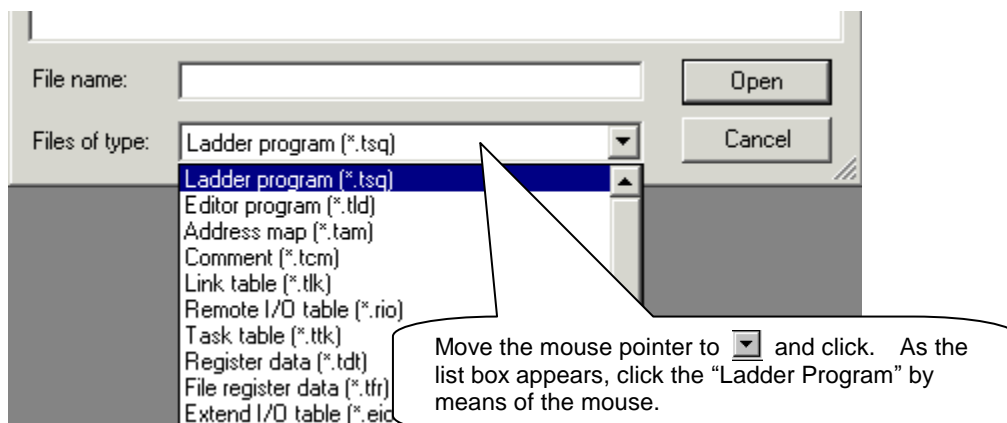 File name:
Open
Files of type:
Ladder program (*.tsq)
Cancel
Ladder program (*.tsq)
Editor program (*.tld)
Address map (*.tam)
Comment (*.tcm)
Link table (*.tlk)
Remote I/O table (*.rio)
Task table (*.ttk)
Register data (*.tdt)
File register data (*.tfr)
Extend I/O table (*.eio
Move the mouse pointer to and click. As the
list box appears, click the “Ladder Program” by
means of the mouse.